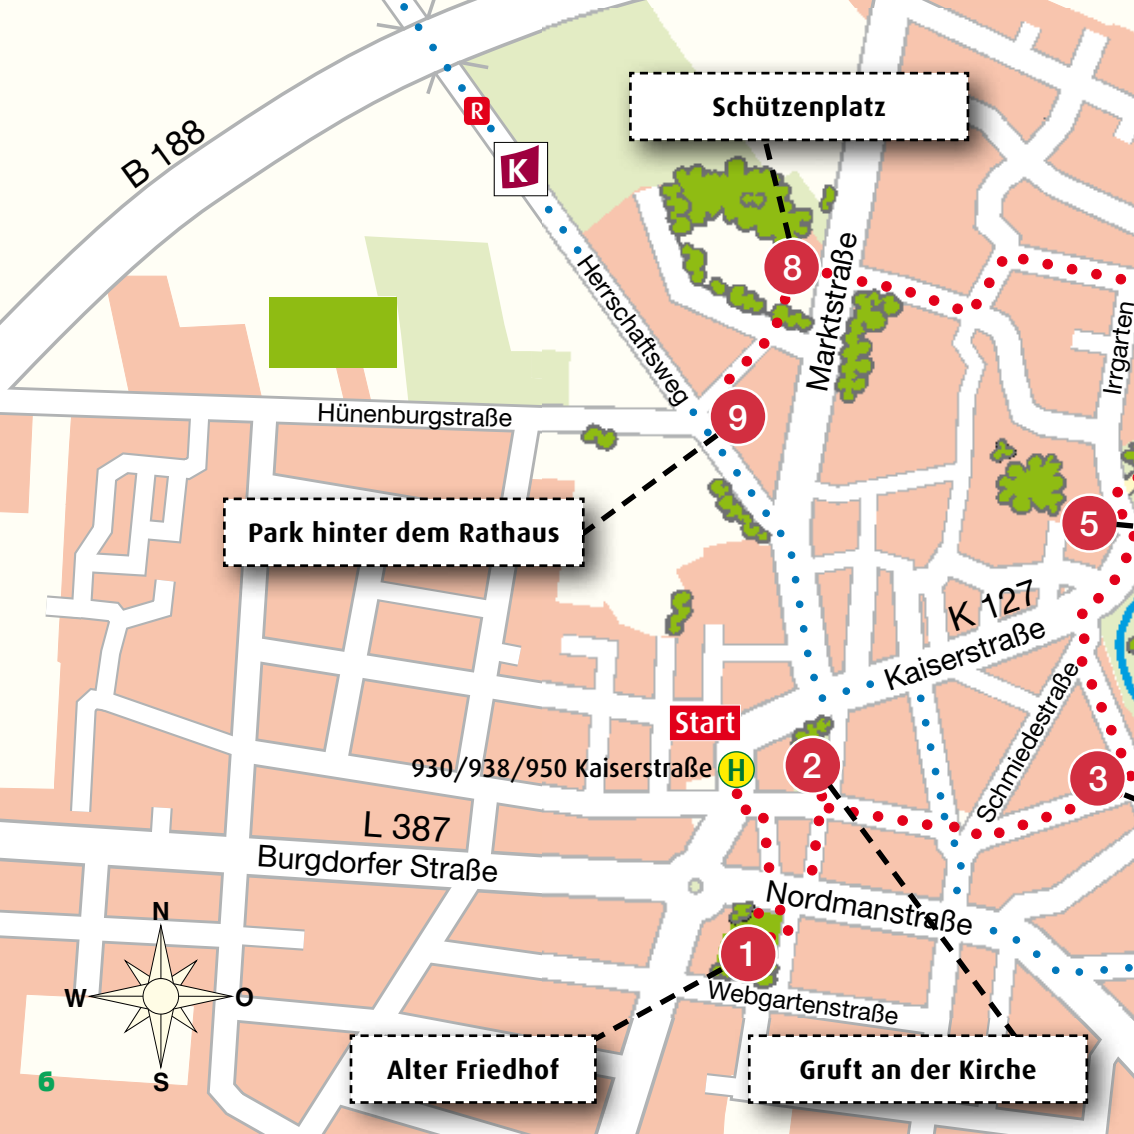 B 188
R
K
Schützenplatz
8
Marktstraße
Herrschaftsweg
Irrgarten
Hünenburgstraße
9
Park hinter dem Rathaus
5
K 127
Kaiserstraße
Schmiedestraße
Start
930/938/950 Kaiserstraße
H
2
3
L 387
Burgdorfer Straße
Nordmanstraße
1
Webgartenstraße
N
W
O
S
Alter Friedhof
Gruft an der Kirche
6